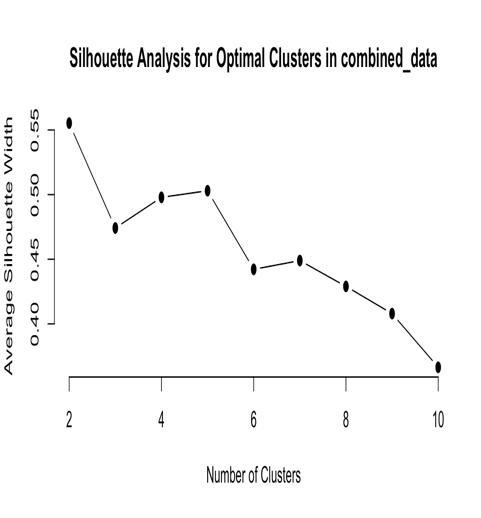 Silhouette Analysis for Optimal Clusters in combined_data
Average Silhouette Width
0.55
0.50
0.45
0.40
2 4 6 8 10
Number of Clusters